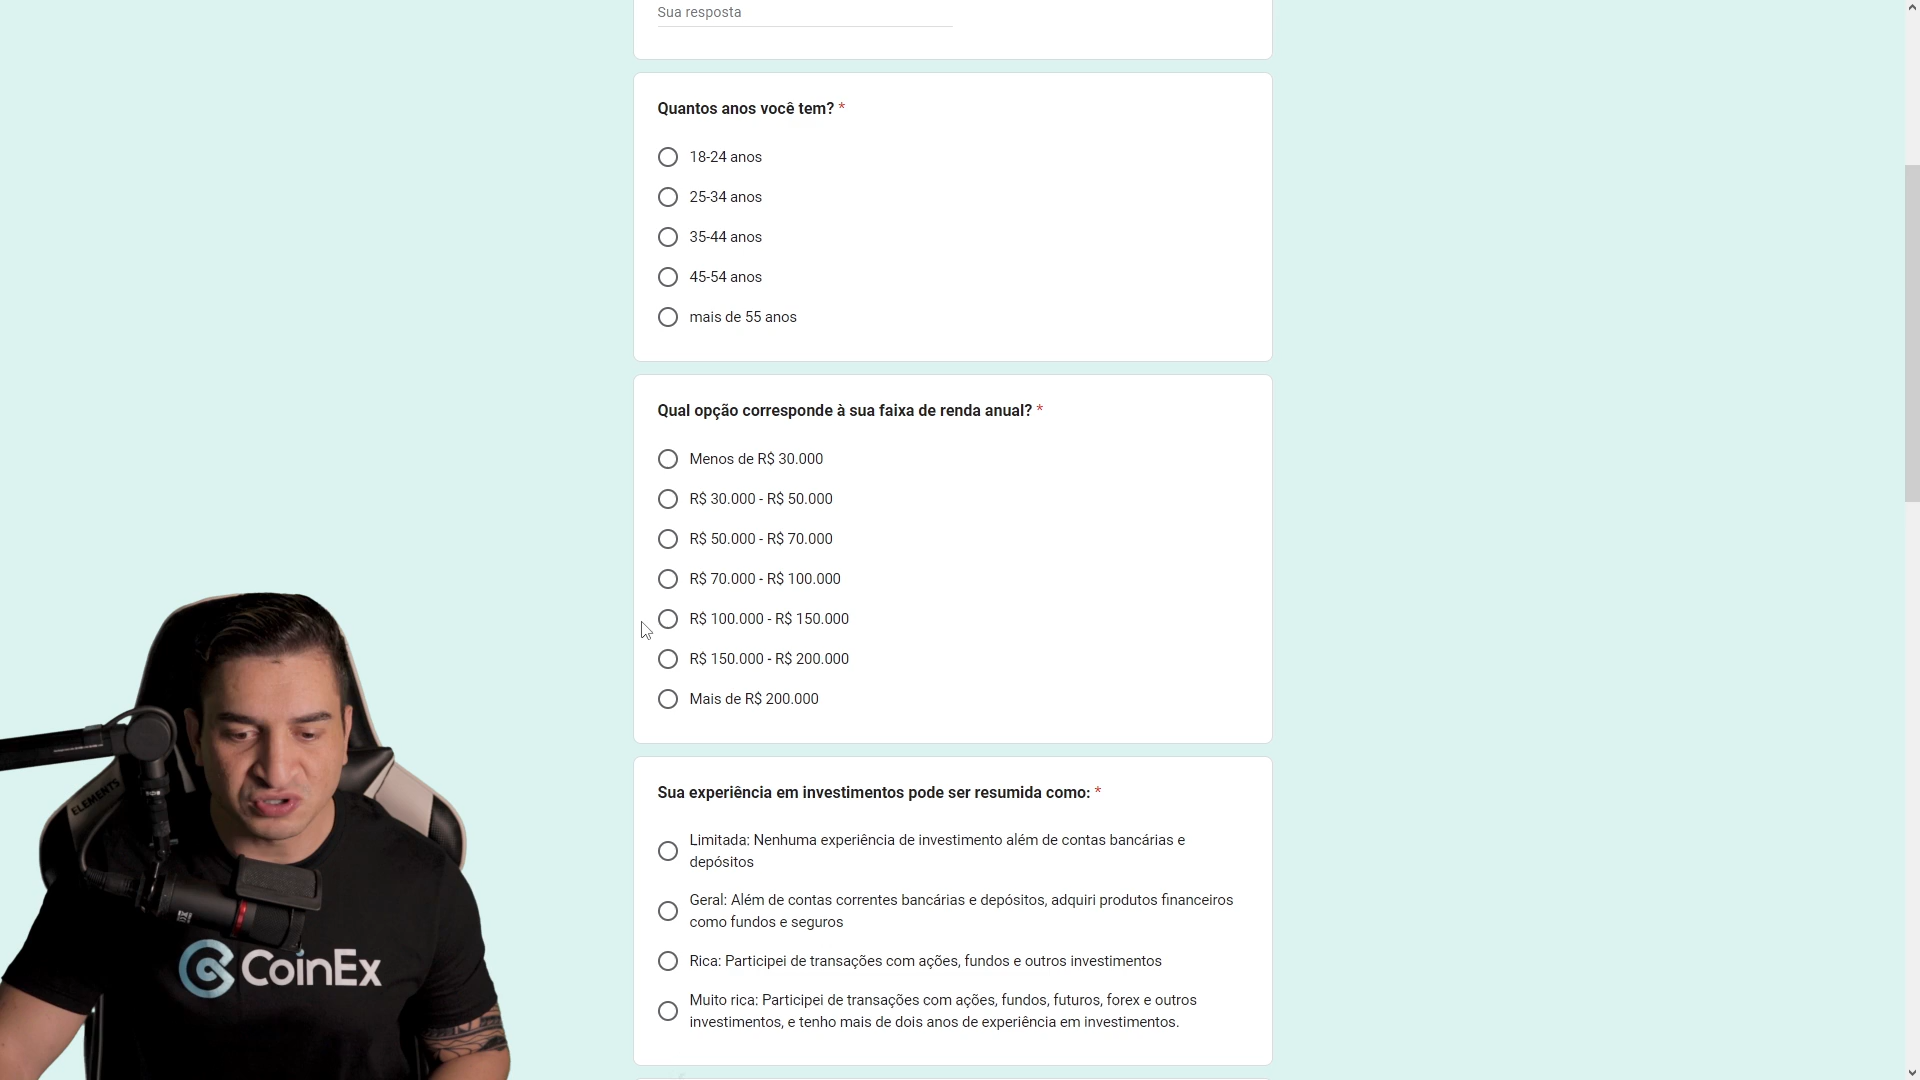 Sua resposta
Quantos anos você tem? *
18-24 anos
25-34 anos
35-44 anos
45-54 anos
mais de 55 anos
Qual opção corresponde à sua faixa de renda anual? *
Menos de R$ 30.000
R$ 30.000 - R$ 50.000
R$ 50.000 - R$ 70.000
R$ 70.000 - R$ 100.000
R$ 100.000 - R$ 150.000
R$ 150.000 - R$ 200.000
Mais de R$ 200.000
Sua experiência em investimentos pode ser resumida como: *
Limitada: Nenhuma experiência de investimento além de contas bancárias e
depósitos
Geral: Além de contas correntes bancárias e depósitos, adquiri produtos financeiros
como fundos e seguros
Rica: Participei de transações com ações, fundos e outros investimentos
Muito rica: Participei de transações com ações, fundos, futuros, forex e outros
investimentos, e tenho mais de dois anos de experiência em investimentos.
ELEMENTS
CoinEx